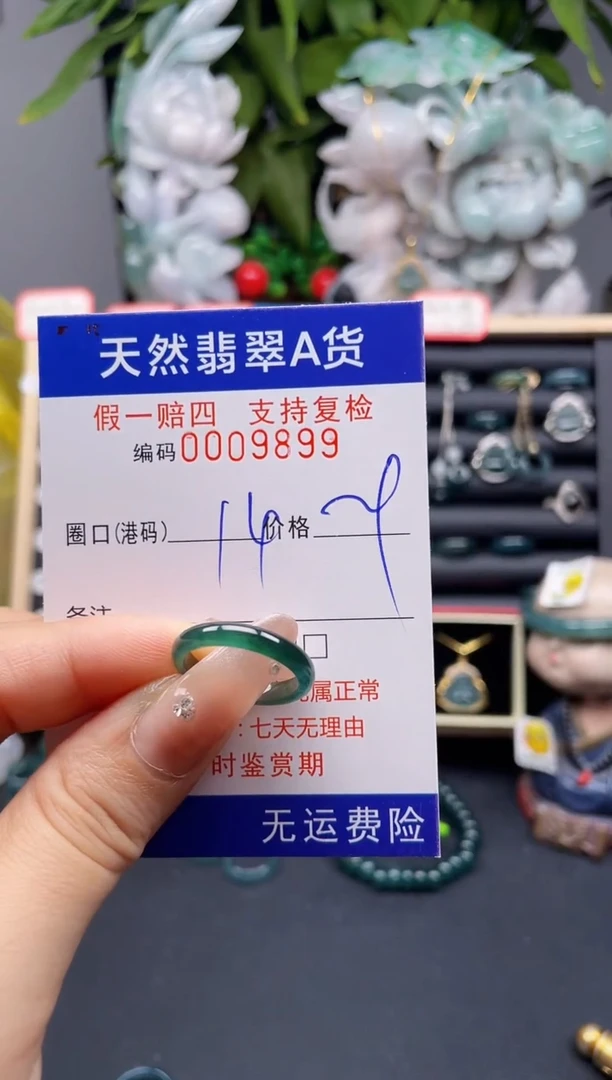 天然翡翠A货
假一赔四 支持复检
编码0009899
圈口(港码) 14 价格
备注
属正常
:七天无理由
时鉴赏期
无运费险